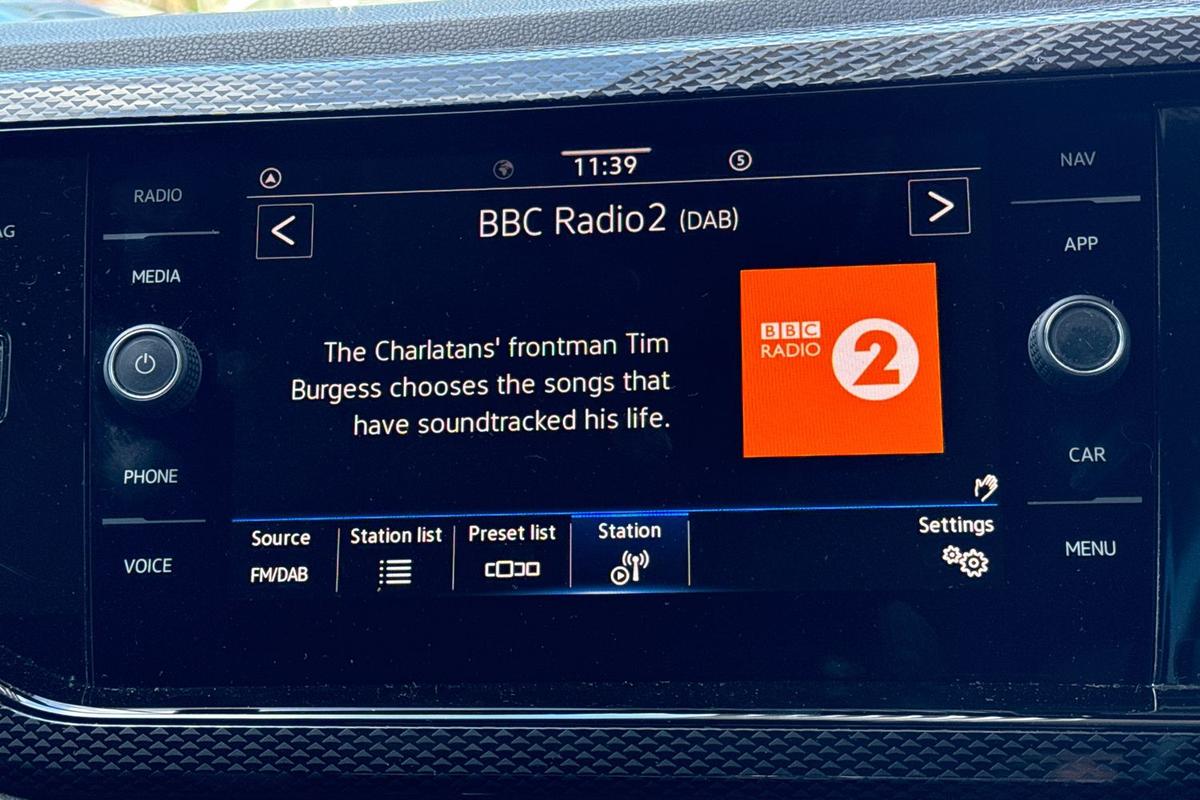 AG
RADIO
MEDIA
PHONE
VOICE
11:39
5
<
BBC Radio2 (DAB)
>
The Charlatans' frontman Tim
Burgess chooses the songs that
have soundtracked his life.
BBC
RADIO
2
Source
FM/DAB
Station list
Preset list
Station
Settings
NAV
APP
CAR
MENU